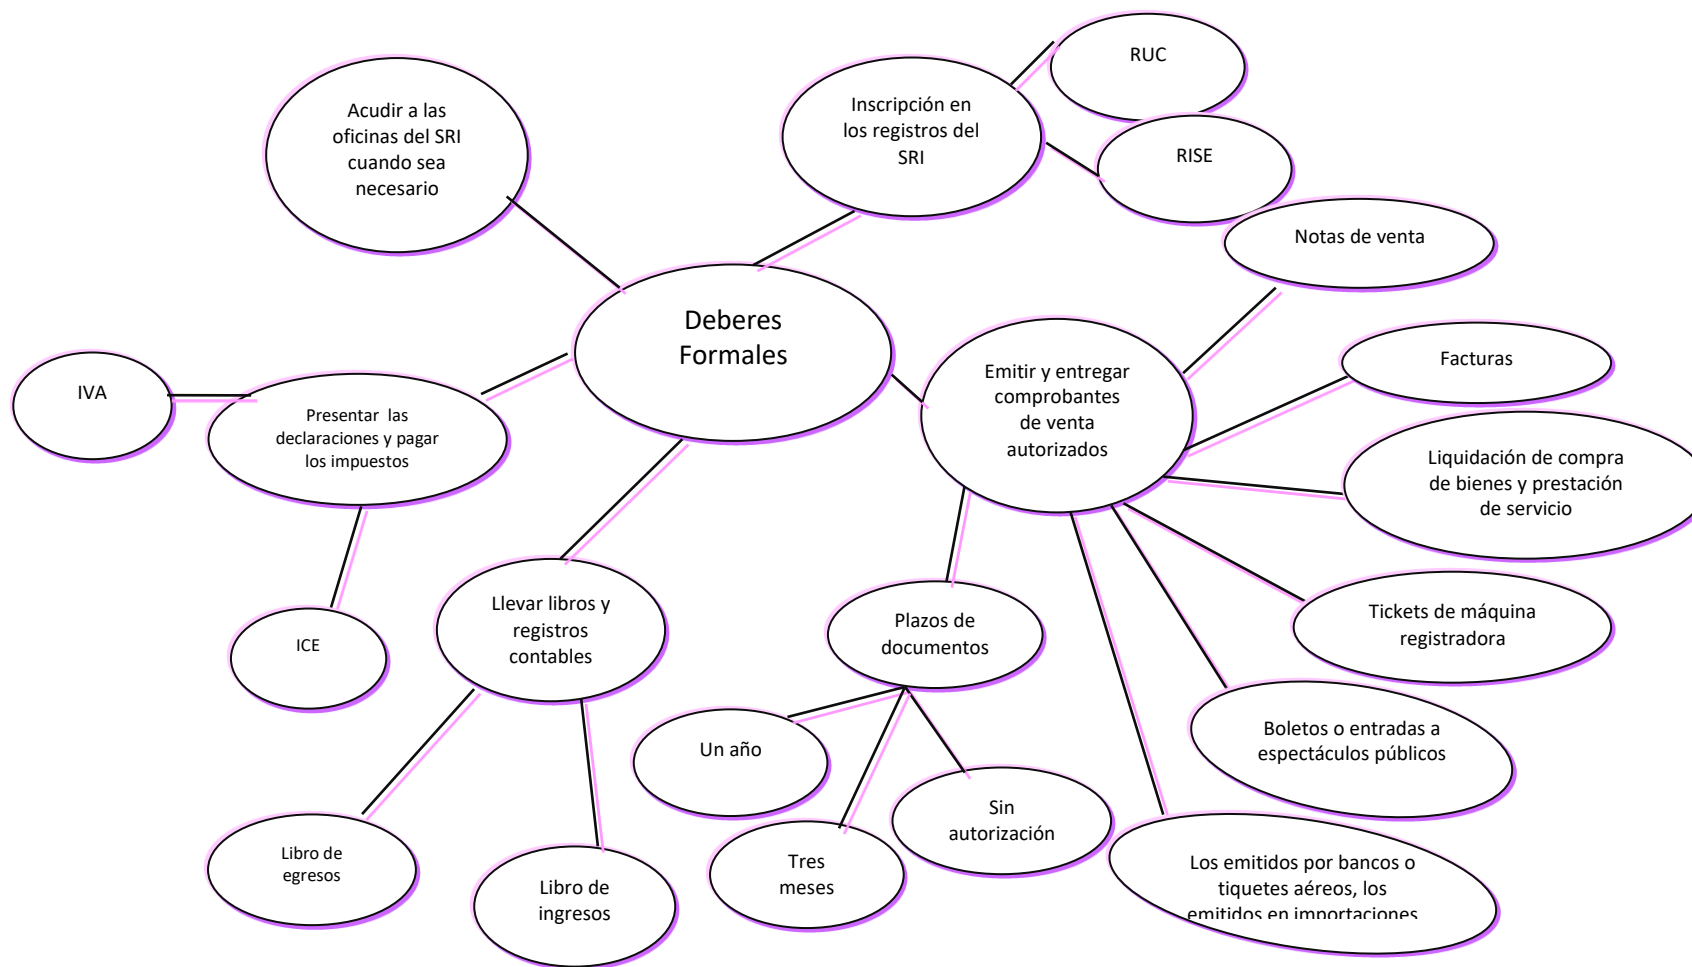 RUC
Acudir a las
oficinas del SRI
cuando sea
necesario
Inscripción en
los registros del
SRI
RISE
Notas de venta
Deberes
Formales
Facturas
Emitir y entregar
comprobantes
de venta
autorizados
IVA
Presentar las
declaraciones y pagar
los impuestos
Liquidación de compra
de bienes y prestación
de servicio
Llevar libros y
registros
contables
Plazos de
documentos
Tickets de máquina
registradora
ICE
Un año
Boletos o entradas a
espectáculos públicos
Sin
autorización
Libro de
egresos
Tres
meses
Libro de
ingresos
Los emitidos por bancos o
tiquetes aéreos, los
emitidos en importaciones